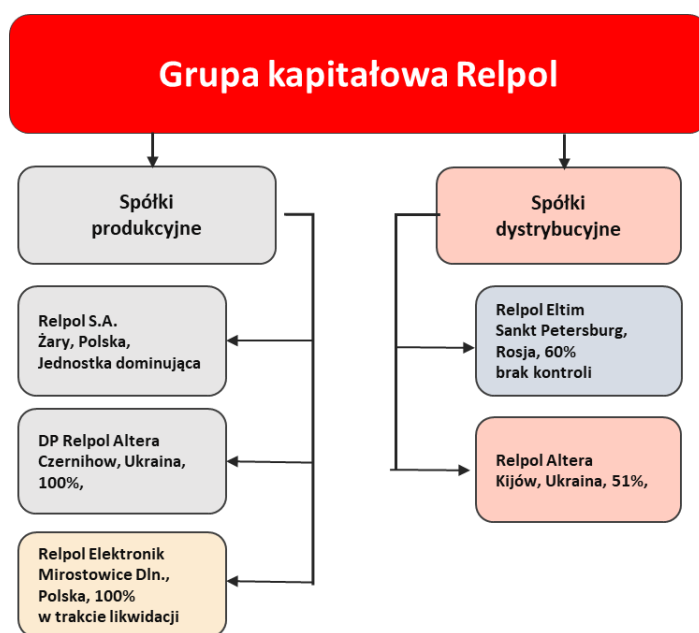 Grupa kapitałowa Relpol
Spółki
produkcyjne
Relpol S.A.
Żary, Polska,
Jednostka dominująca
DP Relpol Altera
Czernihow, Ukraina,
100%,
Relpol Elektronik
Mirostowice Dln.,
Polska, 100%
w trakcie likwidacji
Spółki
dystrybucyjne
Relpol Eltim
Sankt Petersburg,
Rosja, 60%
brak kontroli
Relpol Altera
Kijów, Ukraina, 51%,